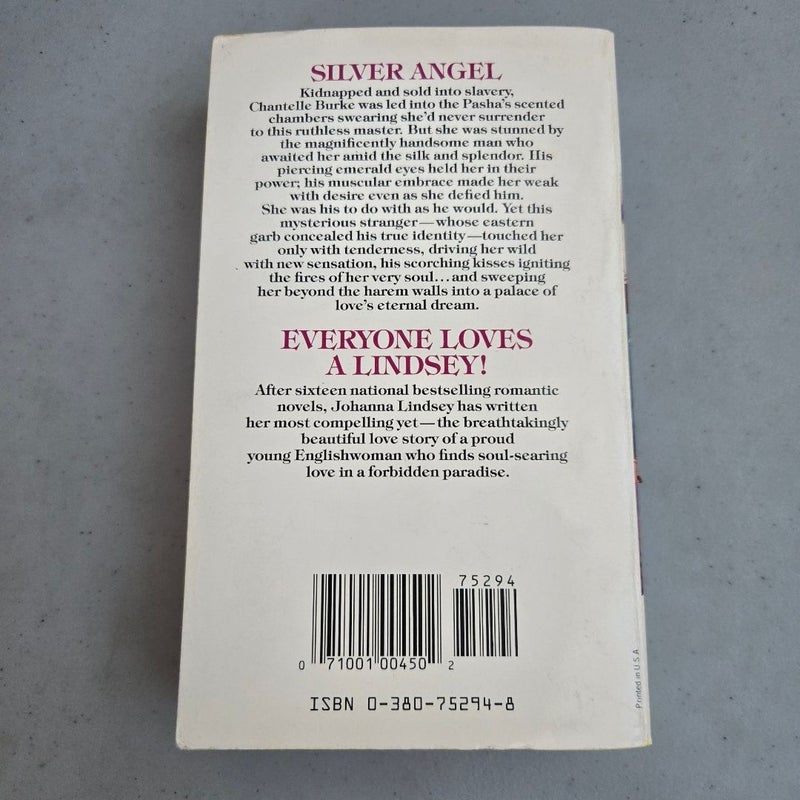 SILVER ANGEL
Kidnapped and sold into slavery,
Chantelle Burke was led into the Pasha's scented
chambers swearing she'd never surrender
to this ruthless master. But she was stunned by
the magnificently handsome man who
awaited her amid the silk and splendor. His
piercing emerald eyes held her in their
power; his muscular embrace made her weak
with desire even as she defied him.
She was his to do with as he would. Yet this
mysterious stranger—whose eastern
garb concealed his true identity—touched her
only with tenderness, driving her wild
with new sensation, his scorching kisses igniting
the fires of her very soul...and sweeping
her beyond the harem walls into a palace of
love's eternal dream.
EVERYONE LOVES
A LINDSEY!
After sixteen national bestselling romantic
novels, Johanna Lindsey has written
her most compelling yet—the breathtakingly
beautiful love story of a proud
young Englishwoman who finds soul-searing
love in a forbidden paradise.
75294
0 71001 00450 2
ISBN 0-380-75294-8
Printed in U.S.A.